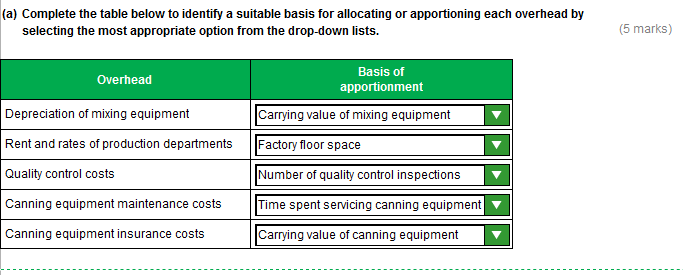 (a) Complete the table below to identify a suitable basis for allocating or apportioning each overhead by
selecting the most appropriate option from the drop-down lists.
(5 marks)
Overhead
Basis of
apportionment
Depreciation of mixing equipment
Carrying value of mixing equipment
Rent and rates of production departments
Factory floor space
Quality control costs
Number of quality control inspections
Canning equipment maintenance costs
Time spent servicing canning equipment
Canning equipment insurance costs
Carrying value of canning equipment